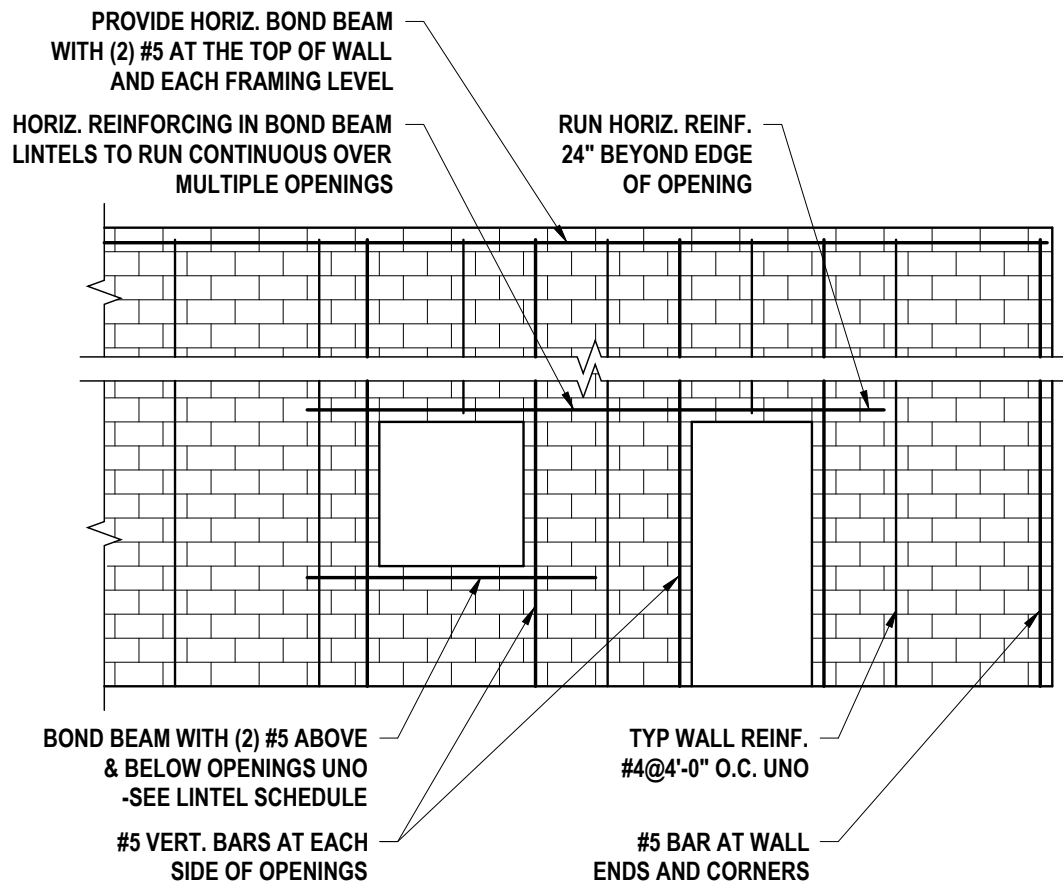 PROVIDE HORIZ. BOND BEAM
WITH (2) #5 AT THE TOP OF WALL
AND EACH FRAMING LEVEL
HORIZ. REINFORCING IN BOND BEAM
LINTELS TO RUN CONTINUOUS OVER
MULTIPLE OPENINGS
RUN HORIZ. REINF.
24" BEYOND EDGE
OF OPENING
BOND BEAM WITH (2) #5 ABOVE
& BELOW OPENINGS UNO
-SEE LINTEL SCHEDULE
#5 VERT. BARS AT EACH
SIDE OF OPENINGS
TYP WALL REINF.
#4@4'-0" O.C. UNO
#5 BAR AT WALL
ENDS AND CORNERS